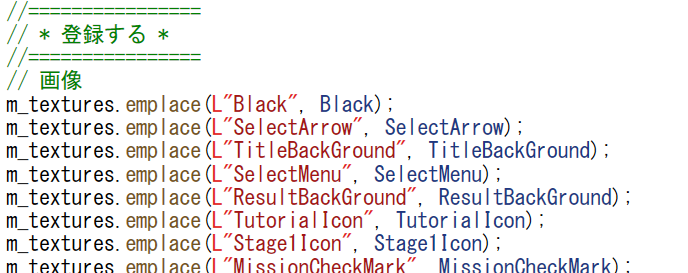 //================
// * 登録する *
//================
// 画像
m_textures.emplace(L"Black", Black);
m_textures.emplace(L"SelectArrow", SelectArrow);
m_textures.emplace(L"TitleBackGround", TitleBackGround);
m_textures.emplace(L"SelectMenu", SelectMenu);
m_textures.emplace(L"ResultBackGround", ResultBackGround);
m_textures.emplace(L"TutorialIcon", TutorialIcon);
m_textures.emplace(L"Stage1Icon", Stage1Icon);
m_textures.emplace(L"MissionCheckMark", MissionCheckMark);